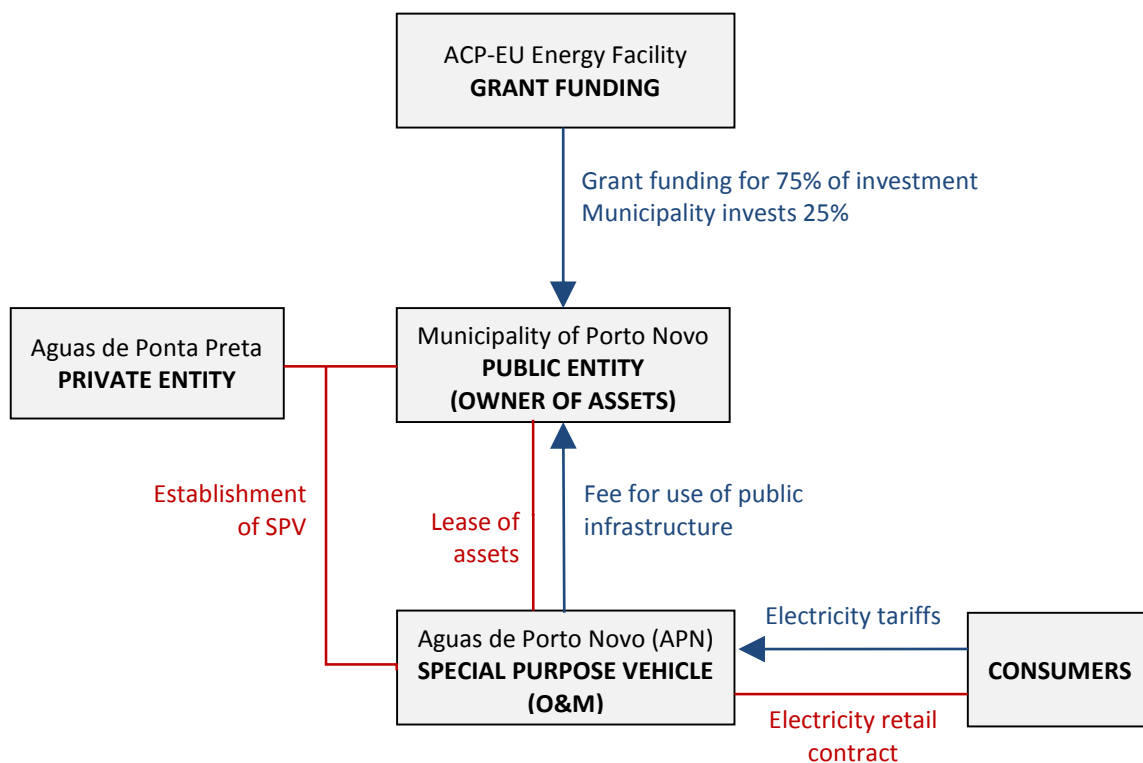 ACP-EU Energy Facility
GRANT FUNDING
Grant funding for 75% of investment
Municipality invests 25%
Aguas de Ponta Preta
PRIVATE ENTITY
Municipality of Porto Novo
PUBLIC ENTITY
(OWNER OF ASSETS)
Establishment
of SPV
Lease of
assets
Fee for use of public
infrastructure
Aguas de Porto Novo (APN)
SPECIAL PURPOSE VEHICLE
(O&M)
Electricity tariffs
Electricity retail
contract
CONSUMERS